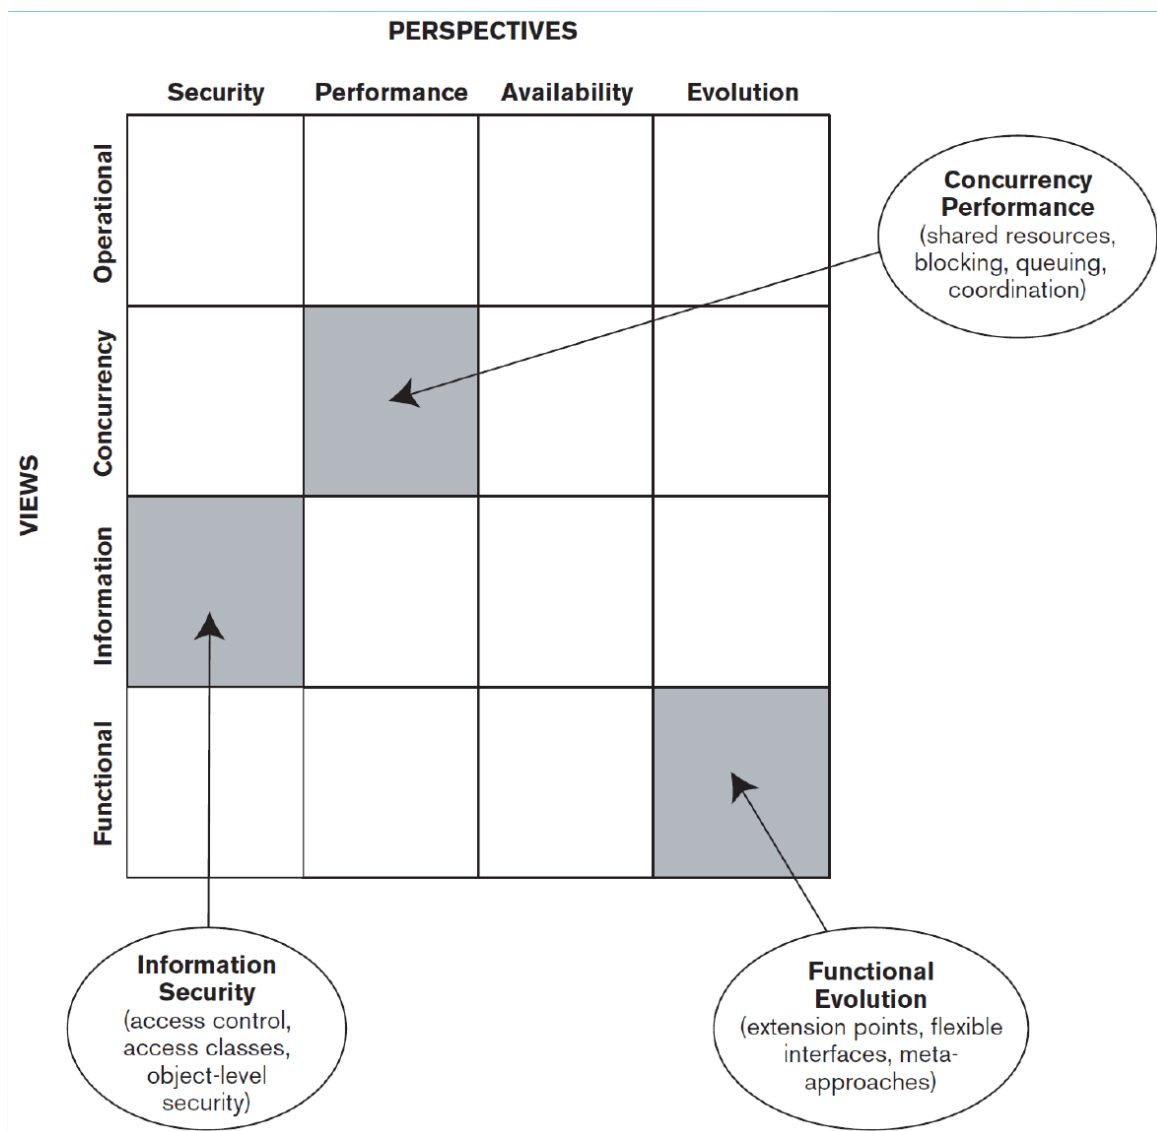 PERSPECTIVES
Security Performance Availability Evolution
VIEWS
Operational
Concurrency
Information
Functional
Concurrency
Performance
(shared resources,
blocking, queuing,
coordination)
Information
Security
(access control,
access classes,
object-level
security)
Functional
Evolution
(extension points, flexible
interfaces, meta-
approaches)